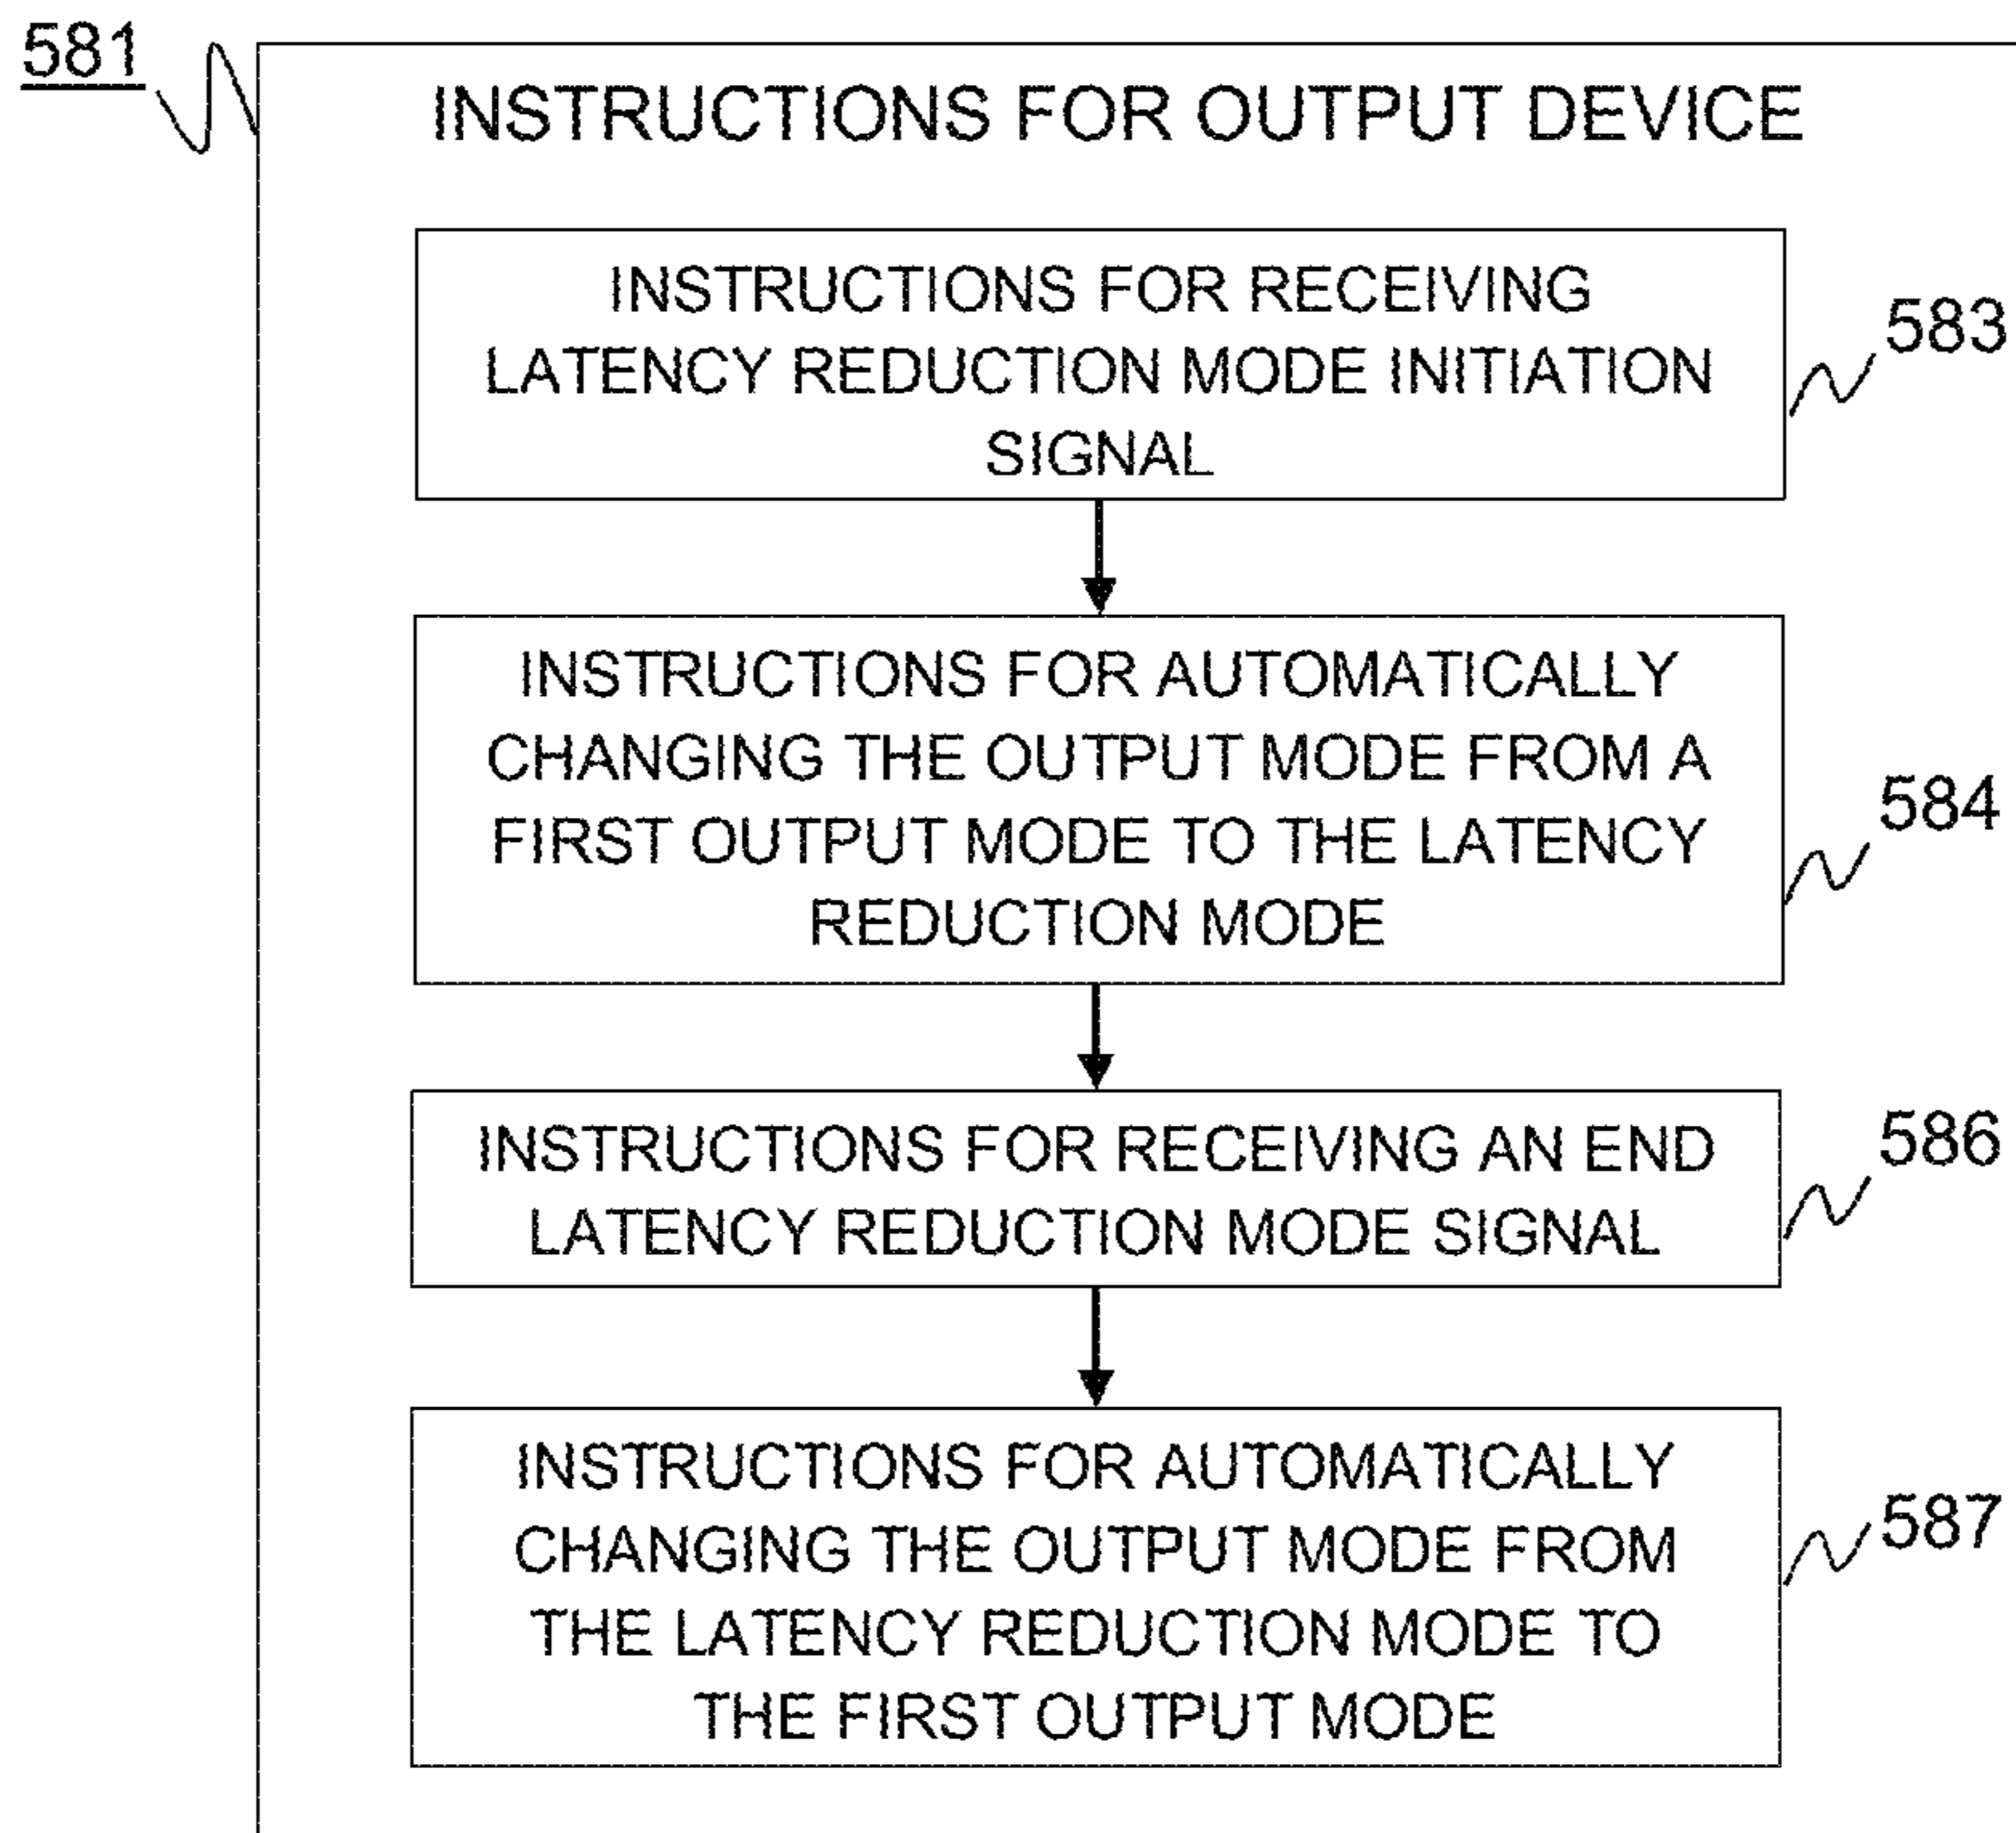 581
INSTRUCTIONS FOR OUTPUT DEVICE
INSTRUCTIONS FOR RECEIVING
LATENCY REDUCTION MODE INITIATION
SIGNAL
583
INSTRUCTIONS FOR AUTOMATICALLY
CHANGING THE OUTPUT MODE FROM A
FIRST OUTPUT MODE TO THE LATENCY
REDUCTION MODE
584
INSTRUCTIONS FOR RECEIVING AN END
LATENCY REDUCTION MODE SIGNAL
586
INSTRUCTIONS FOR AUTOMATICALLY
CHANGING THE OUTPUT MODE FROM
THE LATENCY REDUCTION MODE TO
THE FIRST OUTPUT MODE
587